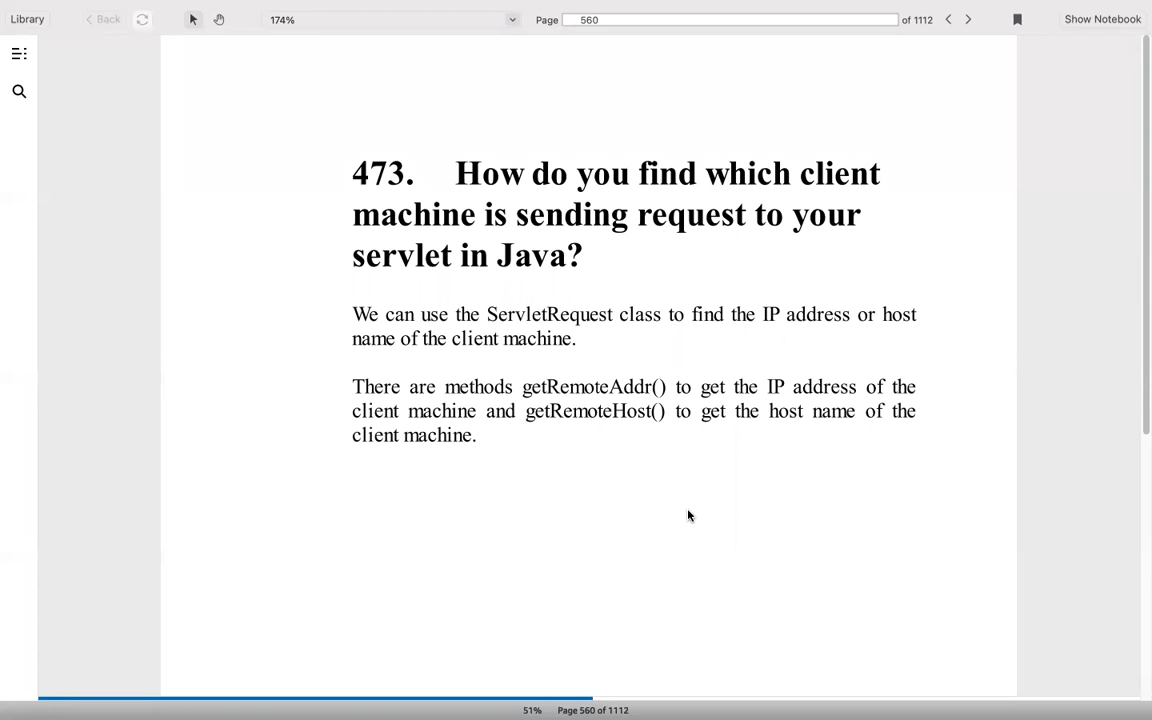 Library
Back
174%
Page 560 of 1112
Show Notebook
473. How do you find which client
machine is sending request to your
servlet in Java?
We can use the ServletRequest class to find the IP address or host
name of the client machine.
There are methods getRemoteAddr() to get the IP address of the
client machine and getRemoteHost() to get the host name of the
client machine.
51% Page 560 of 1112